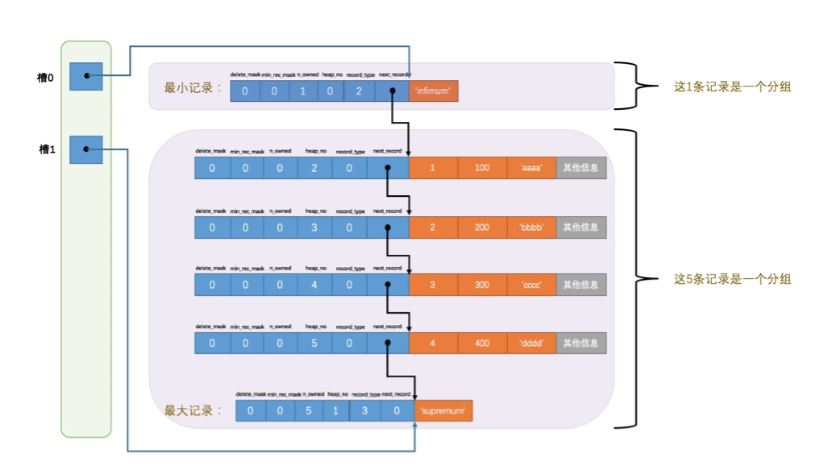 delete_mask min_rec_mask n_owned heap_no record_type next_record
槽0 最小记录： 0 0 1 0 2 'infimum' 这1条记录是一个分组
槽1
delete_mask min_rec_mask n_owned heap_no record_type next_record
0 0 0 2 0 1 100 'aaaa' 其他信息
delete_mask min_rec_mask n_owned heap_no record_type next_record
0 0 0 3 0 2 200 'bbbb' 其他信息
delete_mask min_rec_mask n_owned heap_no record_type next_record
这5条记录是一个分组
0 0 0 4 0 3 300 'cccc' 其他信息
delete_mask min_rec_mask n_owned heap_no record_type next_record
0 0 0 5 0 4 400 'dddd' 其他信息
delete_mask min_rec_mask n_owned heap_no record_type next_record
最大记录： 0 0 5 1 3 0 'supremum'